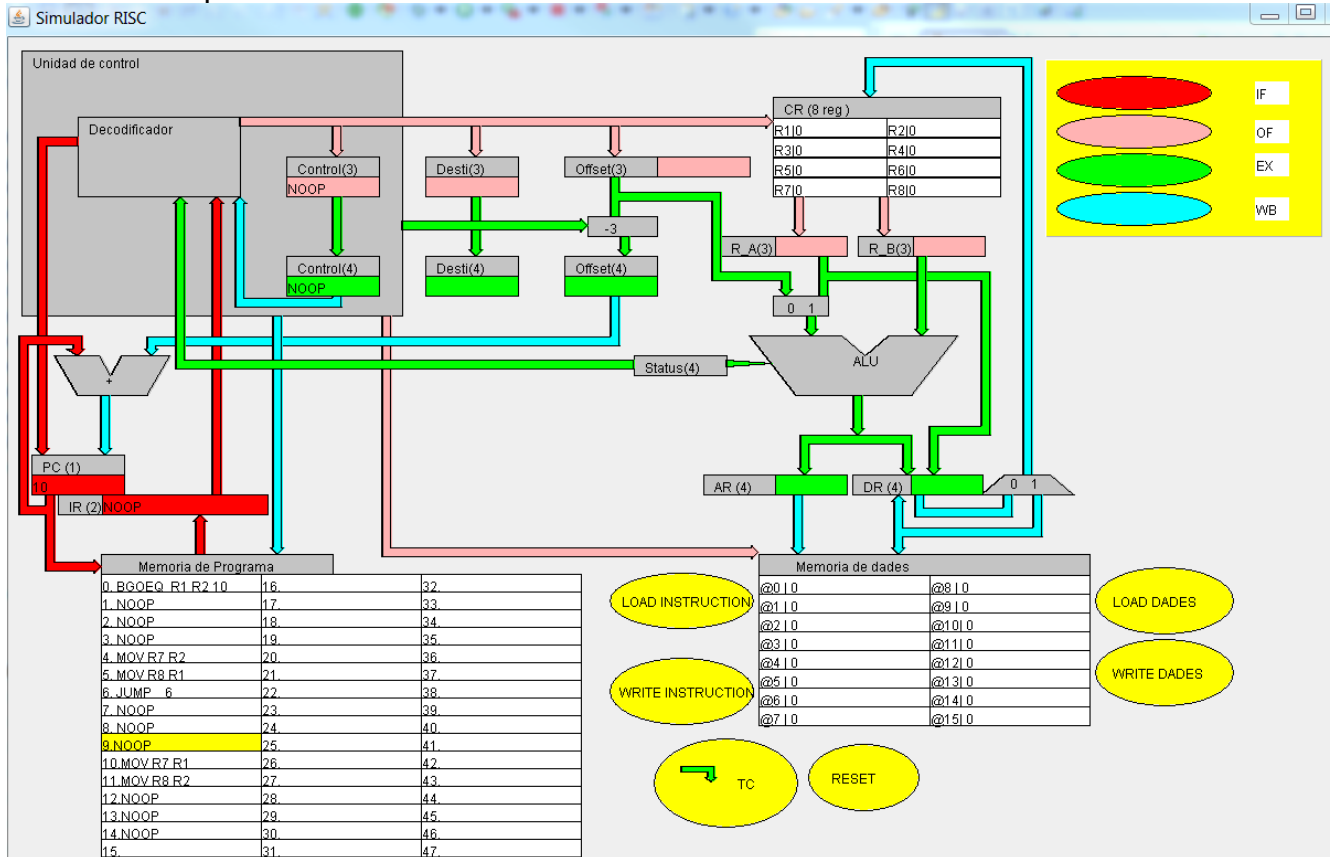 Simulador RISC
Unidad de control
Decodificador
Control(3)
NOOP
Desti(3)
Offset(3)
CR (8 reg )
R1|0 R2|0
R3|0 R4|0
R5|0 R6|0
R7|0 R8|0
IF
OF
EX
WB
-3
R_A(3)
R_B(3)
Control(4)
NOOP
Desti(4)
Offset(4)
0 1
+
Status(4)
ALU
PC (1)
10
IR (2) NOOP
AR (4)
DR (4)
0 1
Memoria de Programa
0. BGOEQ R1 R2 10 16. 32.
1. NOOP 17. 33.
2. NOOP 18. 34.
3. NOOP 19. 35.
4. MOV R7 R2 20. 36.
5. MOV R8 R1 21. 37.
6. JUMP 6 22. 38.
7. NOOP 23. 39.
8. NOOP 24. 40.
9.NOOP 25. 41.
10.MOV R7 R1 26. 42.
11.MOV R8 R2 27. 43.
12.NOOP 28. 44.
13.NOOP 29. 45.
14.NOOP 30. 46.
15. 31. 47.
LOAD INSTRUCTION
WRITE INSTRUCTION
Memoria de dades
@0 | 0 @8 | 0
@1 | 0 @9 | 0
@2 | 0 @10| 0
@3 | 0 @11| 0
@4 | 0 @12| 0
@5 | 0 @13| 0
@6 | 0 @14| 0
@7 | 0 @15| 0
LOAD DADES
WRITE DADES
TC
RESET